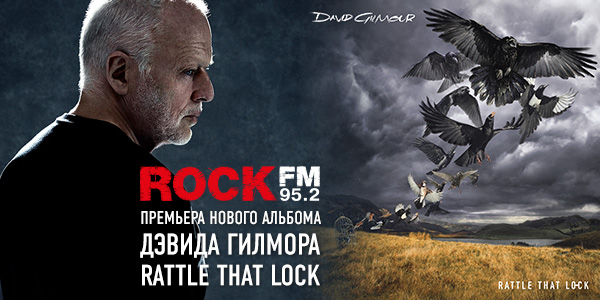 DAVID GILMOUR
ROCK FM
95.2
ПРЕМЬЕРА НОВОГО АЛЬБОМА
ДЭВИДА ГИЛМОРА
RATTLE THAT LOCK
RATTLE THAT LOCK